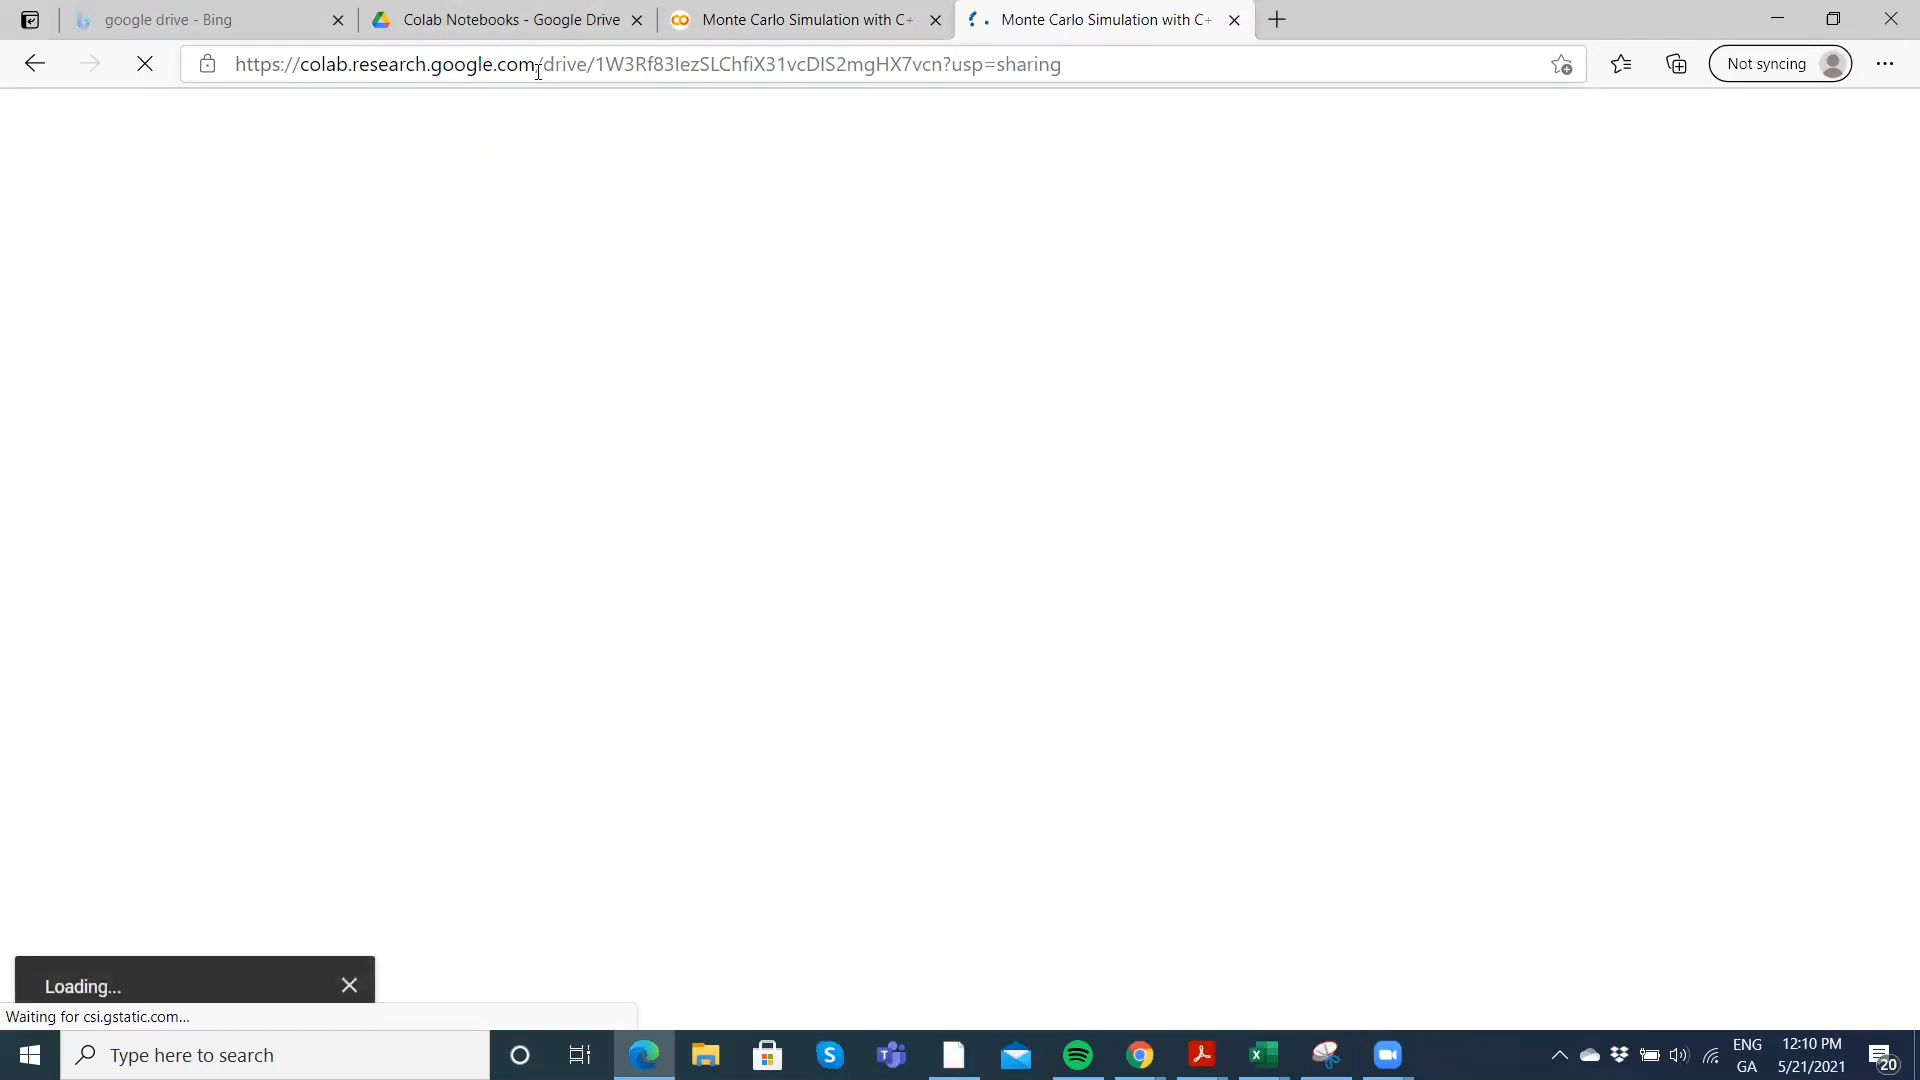 google drive - Bing
Colab Notebooks - Google Drive
Monte Carlo Simulation with C+
Monte Carlo Simulation with C+
https://colab.research.google.com/drive/1W3Rf83IezSLChfiX31vcDIS2mgHX7vcn?usp=sharing
Not syncing
Loading...
Waiting for csi.gstatic.com...
Type here to search
ENG
GA
12:10 PM
5/21/2021
20